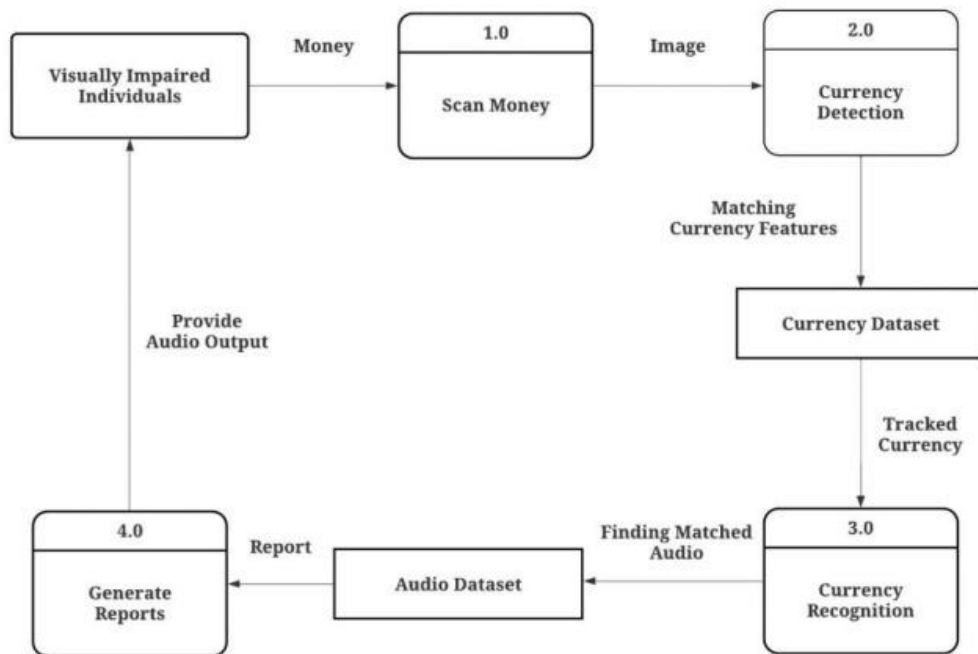 Money
1.0
Image
2.0
Visually Impaired
Individuals
Scan Money
Currency
Detection
Matching
Currency Features
Currency Dataset
Provide
Audio Output
Tracked
Currency
4.0
Report
Finding Matched
Audio
3.0
Generate
Reports
Audio Dataset
Currency
Recognition